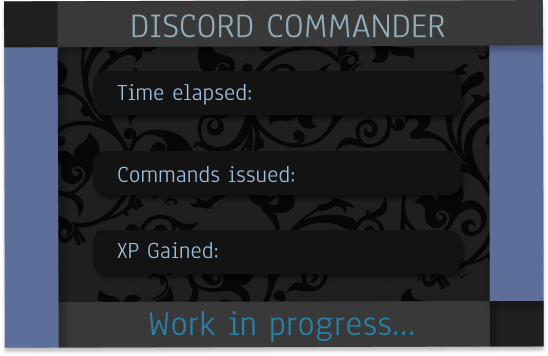 DISCORD COMMANDER
Time elapsed:
Commands issued:
XP Gained:
Work in progress...